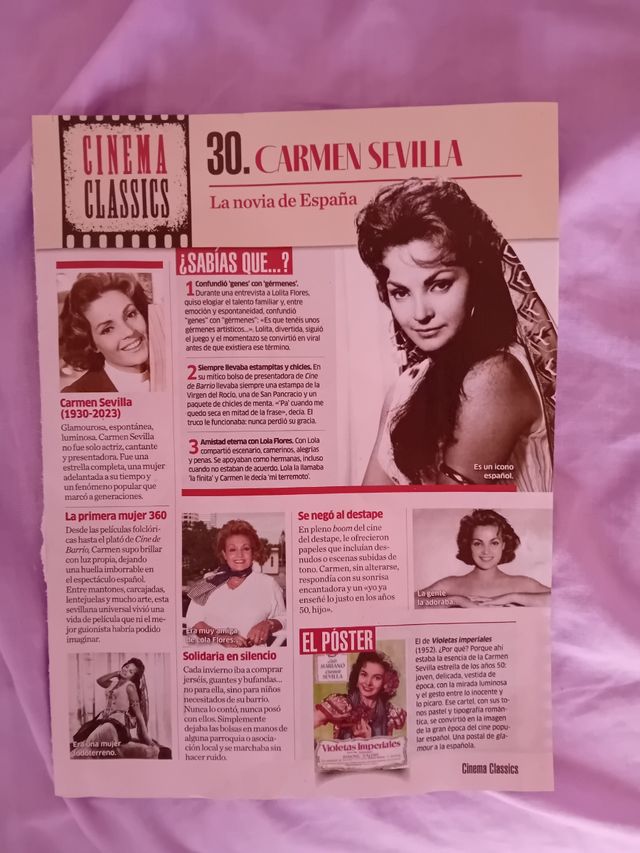 CINEMA
CLASSICS
30. CARMEN SEVILLA
La novia de España
Carmen Sevilla
(1930-2023)
Glamourosa, espontánea,
luminosa. Carmen Sevilla
no fue solo actriz, cantante
y presentadora. Fue una
estrella completa, una mujer
adelantada a su tiempo y
un fenómeno popular que
marcó a generaciones.
¿SABÍAS QUE...?
1 Confundió 'genes' con 'gérmenes'.
Durante una entrevista a Lolita Flores,
quiso elogiar el talento familiar y, entre
emoción y espontaneidad, confundió
"genes" con "gérmenes": «Es que tenéis unos
gérmenes artísticos...». Lolita, divertida, siguió
el juego y el momento se convirtió en viral
antes de que existiera ese término.
2 Siempre llevaba estampitas y chicles. En
su mítico bolso de presentadora de Cine
de Barrio llevaba siempre una estampa de la
Virgen del Rocío, una de San Pancracio y un
paquete de chicles de menta. «'Pa' cuando me
quedo seca en mitad de la frase», decía. El
truco le funcionaba: nunca perdió su gracia.
3 Amistad eterna con Lola Flores. Con Lola
compartió escenario, camerinos, alegrías
y penas. Se apoyaban como hermanas, incluso
cuando no estaban de acuerdo. Lola la llamaba
'la finita' y Carmen le decía 'mi terremoto'.
Es un icono
español.
La primera mujer 360
Desde las películas folclóri-
cas hasta el plató de Cine de
Barrio, Carmen supo brillar
con luz propia, dejando
una huella imborrable en
el espectáculo español.
Entre mantones, carcajadas,
lentejuelas y mucho arte, esta
sevillana universal vivió una
vida de película que ni el me-
jor guionista habría podido
imaginar.
Era una mujer
todoterreno.
Era muy amiga
de Lola Flores.
Solidaria en silencio
Cada invierno iba a comprar
jerséis, guantes y bufandas...
no para ella, sino para niños
necesitados de su barrio.
Nunca lo contó, nunca posó
con ellos. Simplemente
dejaba las bolsas en manos de
alguna parroquia o asocia-
ción local y se marchaba sin
hacer ruido.
Se negó al destape
En pleno boom del cine
del destape, le ofrecieron
papeles que incluían des-
nudos o escenas subidas de
tono. Carmen, sin alterarse,
respondía con su sonrisa
encantadora y un «yo ya
enseñé lo justo en los años
50, hijo».
La gente
la adoraba.
EL PÓSTER
Luis
MARIANO
CARMEN
SEVILLA
Violetas Imperiales
El de Violetas imperiales
(1952). ¿Por qué? Porque ahí
estaba la esencia de la Carmen
Sevilla estrella de los años 50:
joven, delicada, vestida de
época, con la mirada luminosa
y el gesto entre lo inocente y
lo pícaro. Ese cartel, con sus to-
nos pastel y tipografía román-
tica, se convirtió en la imagen
de la gran época del cine popu-
lar español. Una postal de gla-
mour a la española.
Cinema Classics